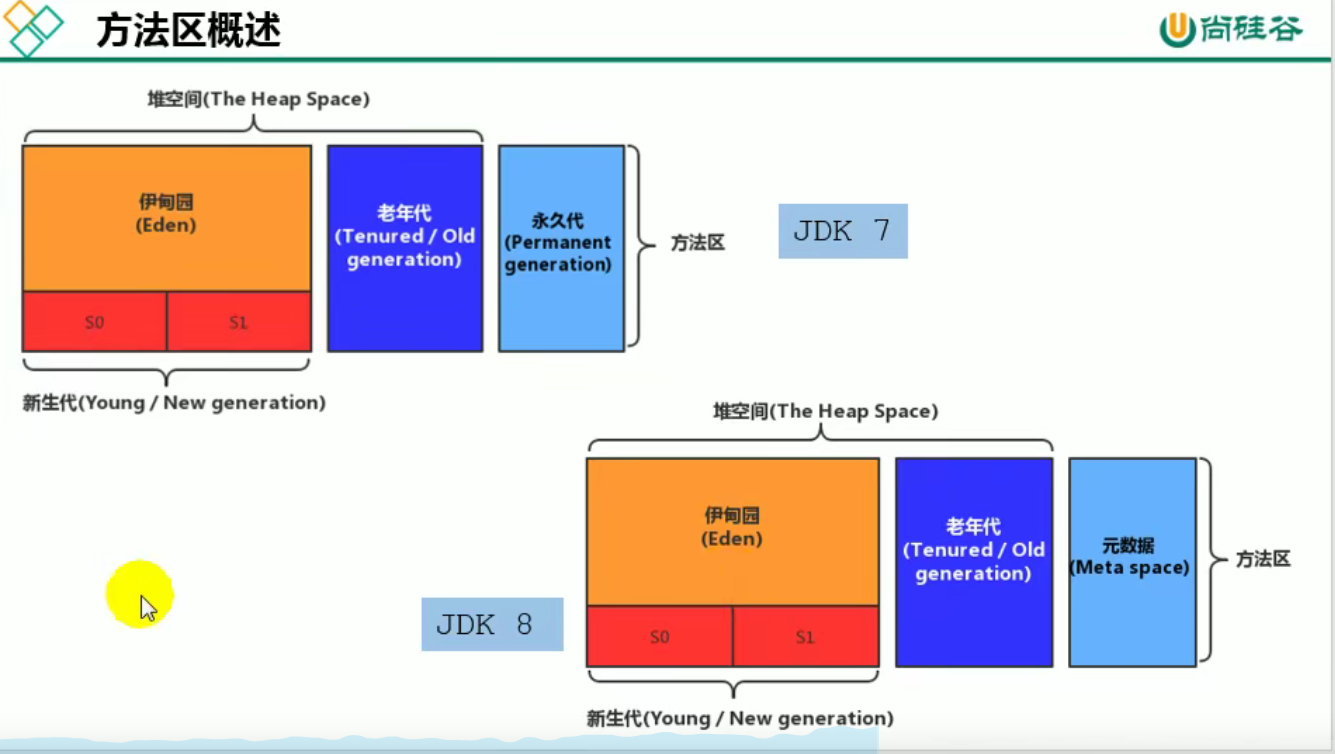 方法区概述
尚硅谷
堆空间(The Heap Space)
伊甸园
(Eden)
S0
S1
老年代
(Tenured / Old
generation)
永久代
(Permanent
generation)
方法区
JDK 7
新生代(Young / New generation)
堆空间(The Heap Space)
伊甸园
(Eden)
S0
S1
老年代
(Tenured / Old
generation)
元数据
(Meta space)
方法区
JDK 8
新生代(Young / New generation)